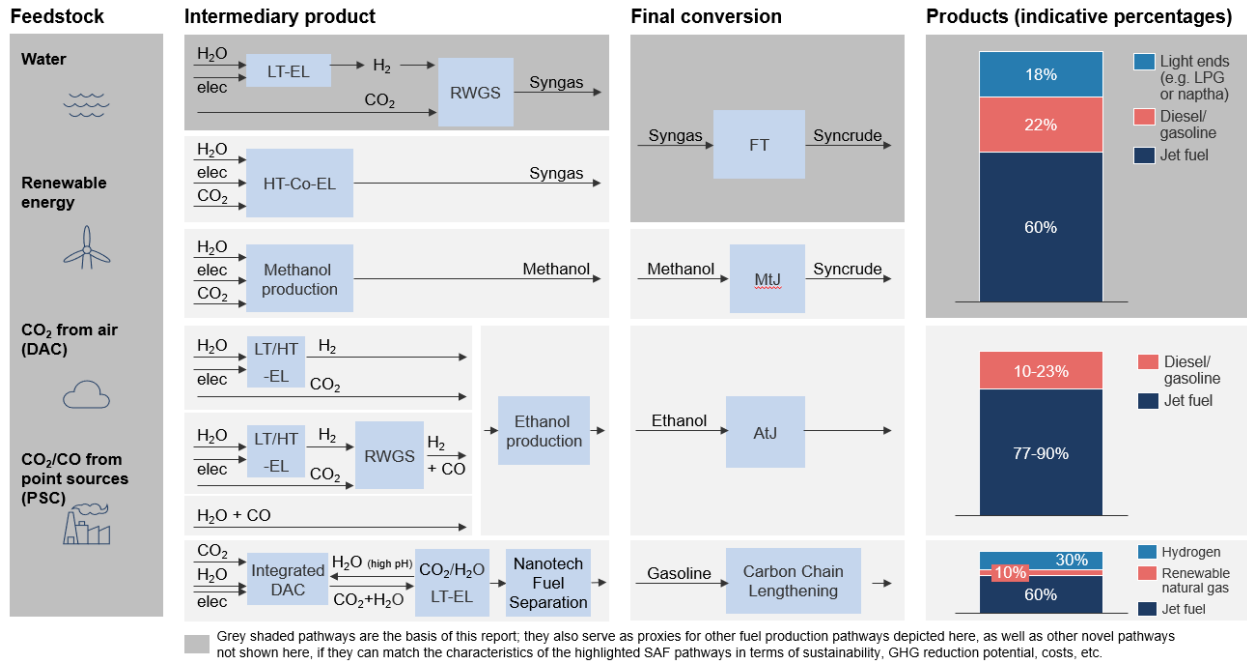 Feedstock
Intermediary product
Final conversion
Products (indicative percentages)
Water
Renewable
energy
CO₂ from air
(DAC)
CO₂/CO from
point sources
(PSC)
H₂O
elec
LT-EL
H₂
CO₂
RWGS
Syngas
H₂O
elec
CO₂
HT-Co-EL
Syngas
H₂O
elec
CO₂
Methanol
production
Methanol
H₂O
elec
LT/HT
-EL
H₂
CO₂
H₂O
elec
LT/HT
-EL
H₂
CO₂
RWGS
H₂
+ CO
H₂O + CO
Ethanol
production
CO₂
H₂O
elec
Integrated
DAC
H₂O (high pH)
CO₂+H₂O
CO₂/H₂O
LT-EL
Nanotech
Fuel
Separation
Syngas
FT
Syncrude
Methanol
MtJ
Syncrude
Ethanol
AtJ
Gasoline
Carbon Chain
Lengthening
18%
22%
60%
Light ends
(e.g. LPG
or naptha)
Diesel/
gasoline
Jet fuel
10-23%
77-90%
Diesel/
gasoline
Jet fuel
30%
10%
60%
Hydrogen
Renewable
natural gas
Jet fuel
Grey shaded pathways are the basis of this report; they also serve as proxies for other fuel production pathways depicted here, as well as other novel pathways
not shown here, if they can match the characteristics of the highlighted SAF pathways in terms of sustainability, GHG reduction potential, costs, etc.